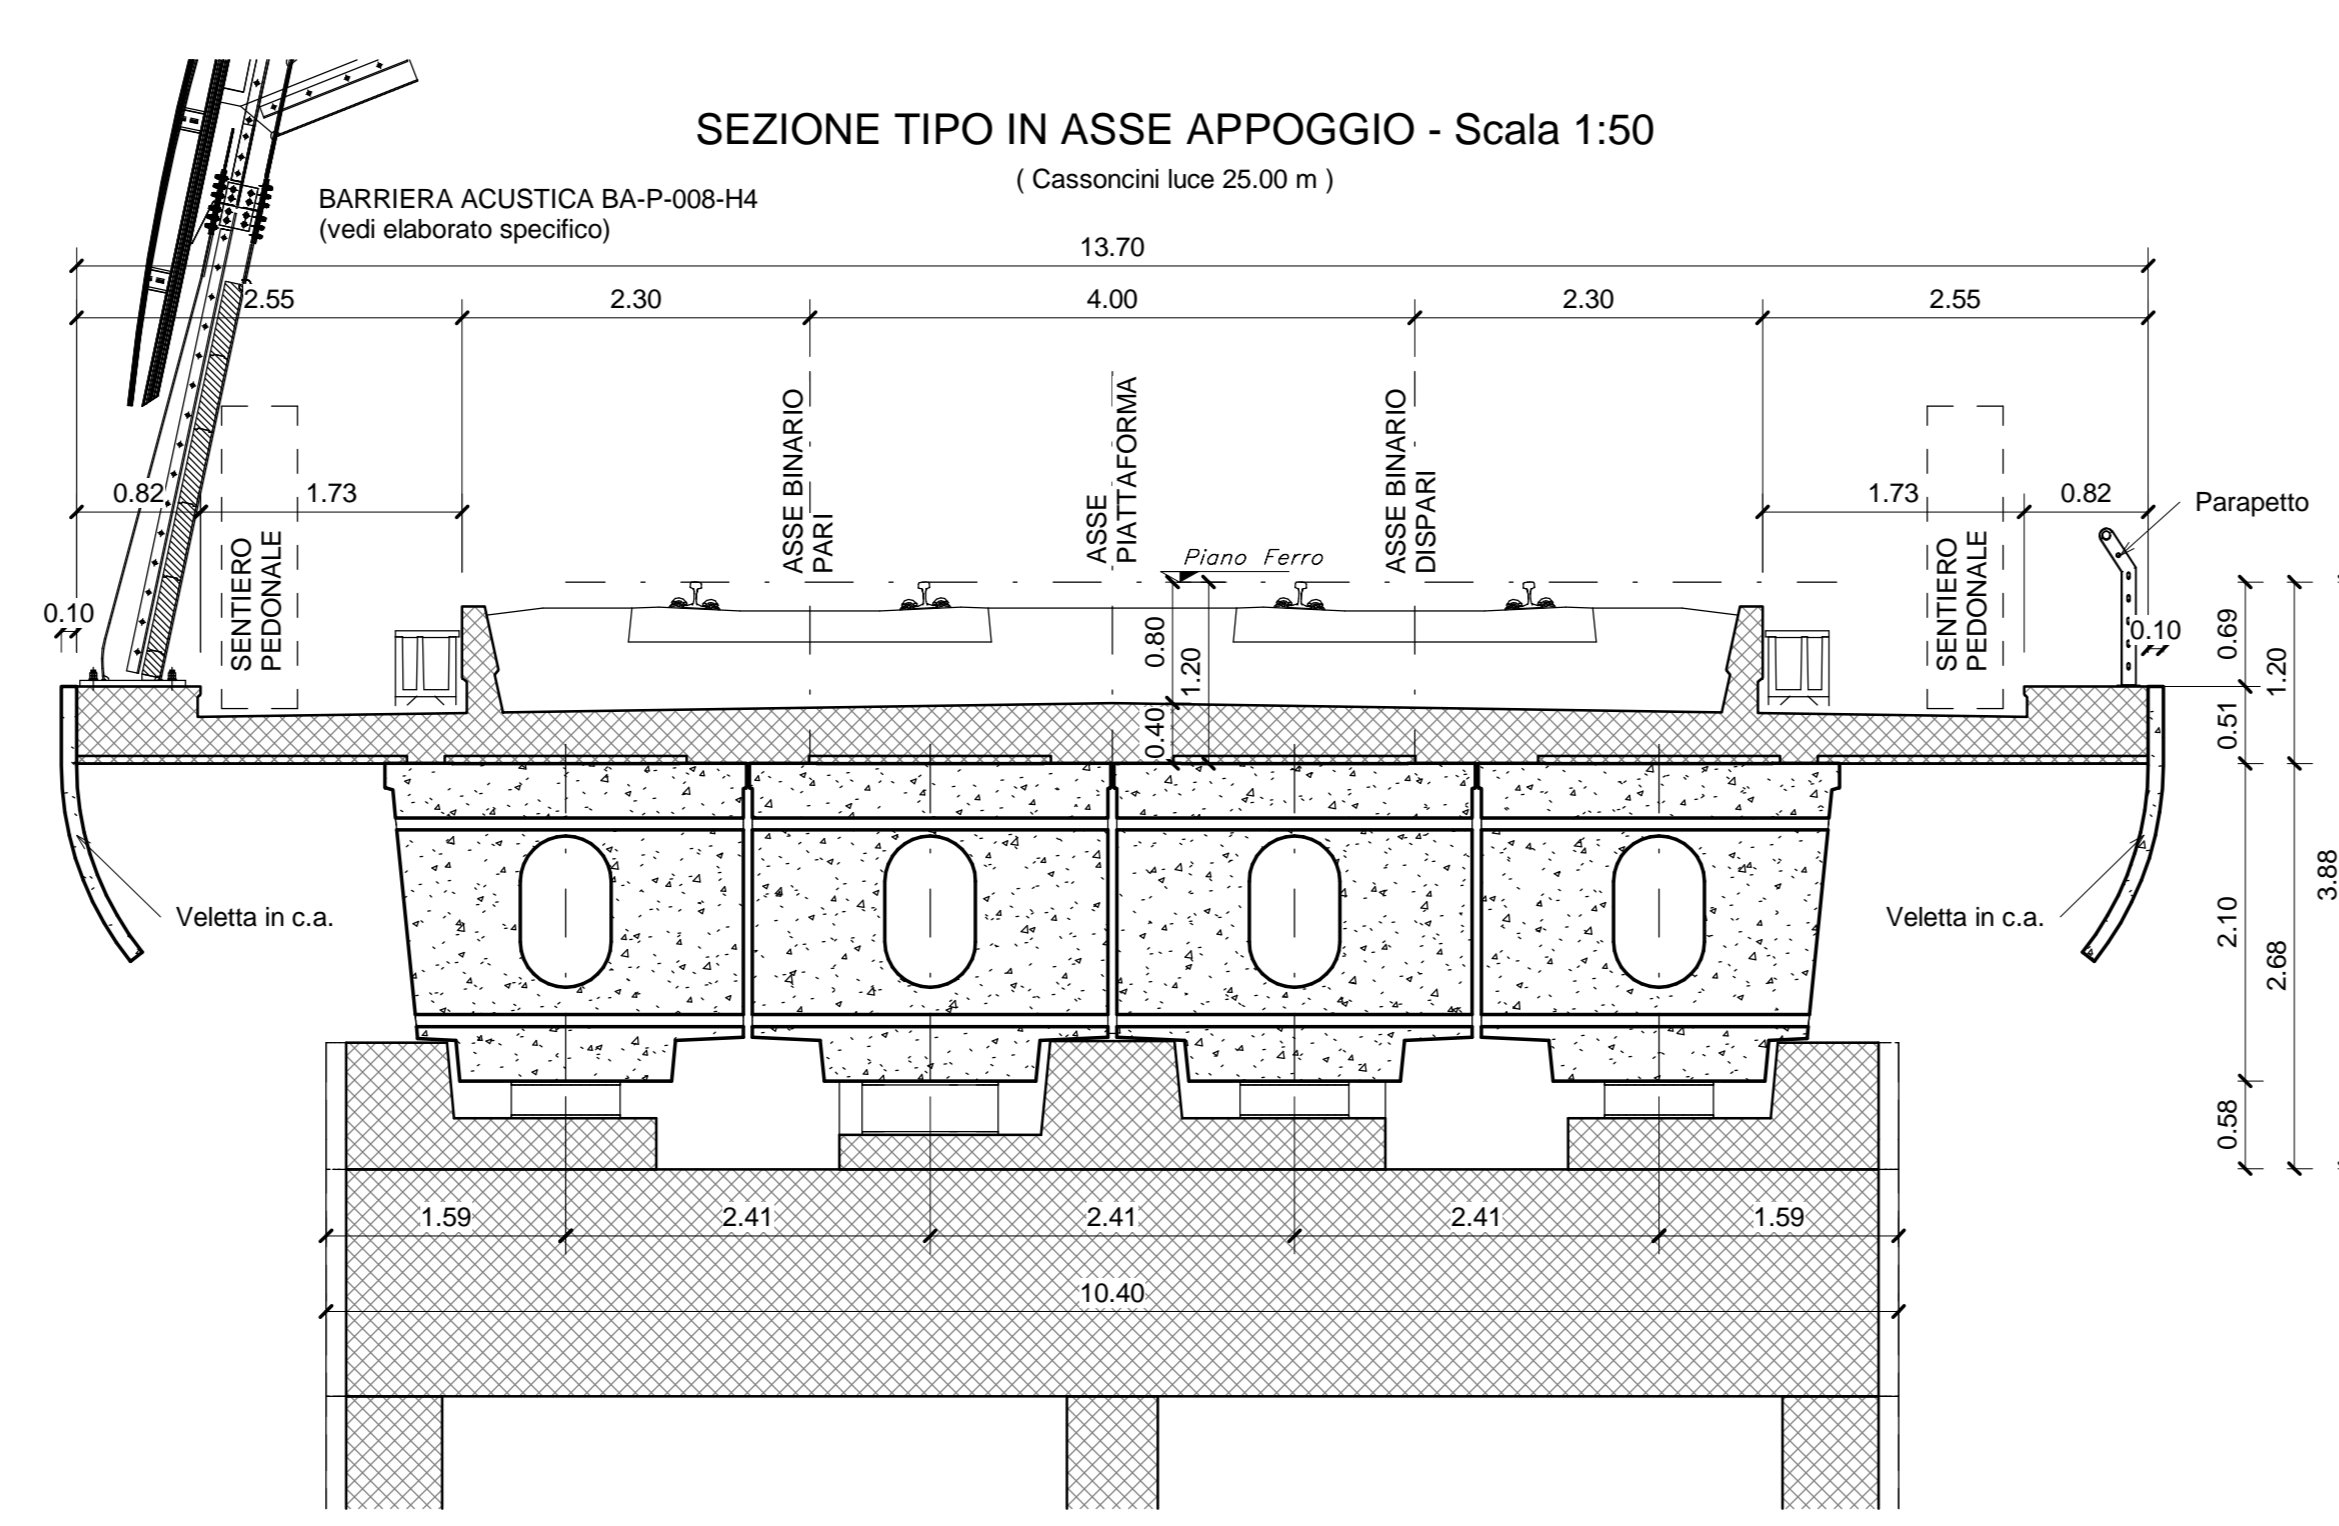 SEZIONE TIPO IN ASSE APPOGGIO - Scala 1:50
( Cassoncini luce 25.00 m )
BARRIERA ACUSTICA BA-P-008-H4
(vedi elaborato specifico)
13.70
2.55
2.30
4.00
2.30
2.55
ASSE BINARIO
PARI
ASSE
PIATTAFORMA
ASSE BINARIO
DISPARI
0.82
1.73
1.73
0.82
Parapetto
SENTIERO
PEDONALE
Piano Ferro
SENTIERO
PEDONALE
0.10
0.10
0.80
1.20
0.40
0.69
1.20
0.51
Veletta in c.a.
Veletta in c.a.
2.10
2.68
3.88
0.58
1.59
2.41
2.41
2.41
1.59
10.40